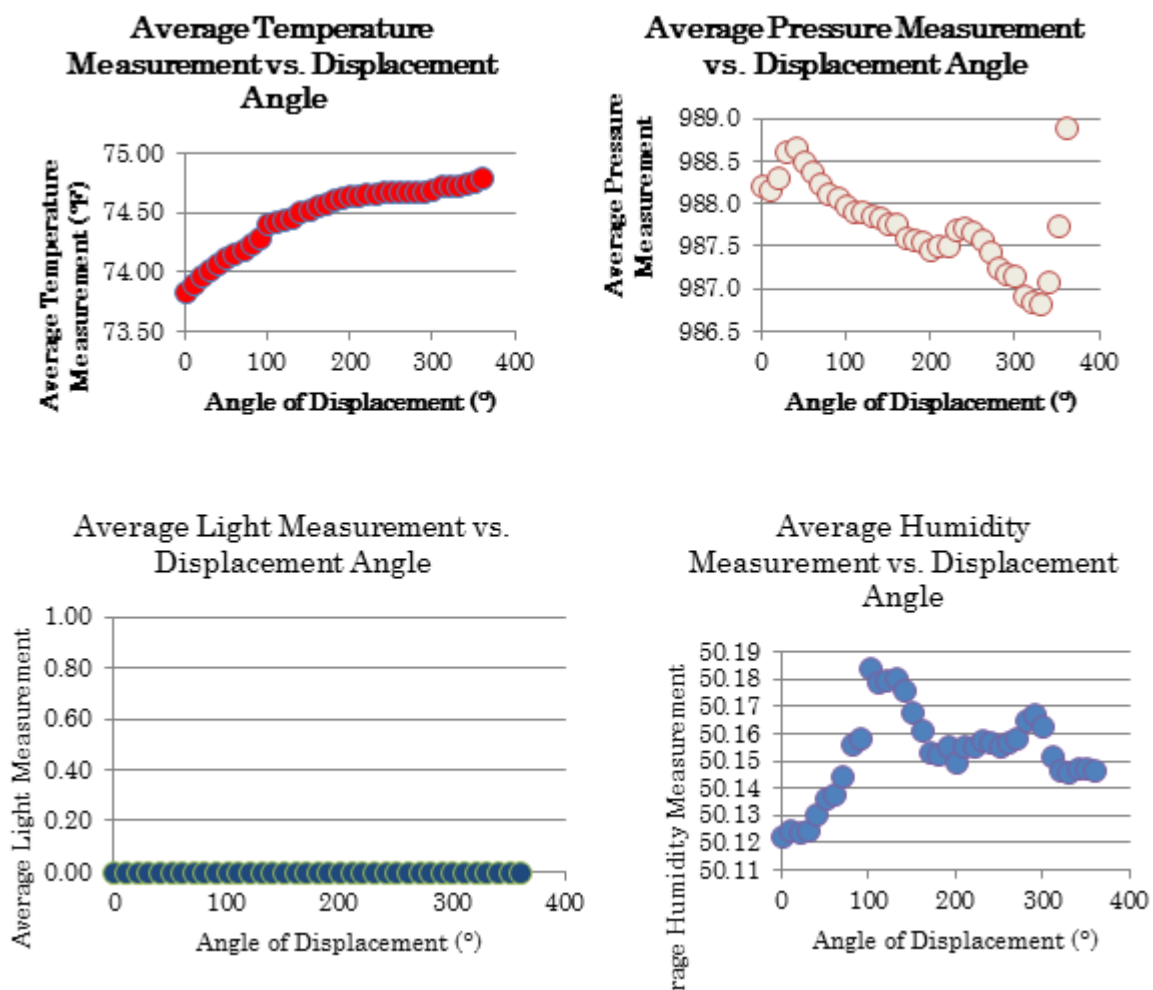 Average Temperature
Measurement vs. Displacement
Angle
Average Temperature
Measurement (°F)
75.00
74.50
74.00
73.50
0 100 200 300 400
Angle of Displacement (°)
Average Pressure Measurement
vs. Displacement Angle
Average Pressure
Measurement
989.0
988.5
988.0
987.5
987.0
986.5
0 100 200 300 400
Angle of Displacement (°)
Average Light Measurement vs.
Displacement Angle
Average Light Measurement
1.00
0.80
0.60
0.40
0.20
0.00
0 100 200 300 400
Angle of Displacement (°)
Average Humidity
Measurement vs. Displacement
Angle
rage Humidity Measurement
50.19
50.18
50.17
50.16
50.15
50.14
50.13
50.12
50.11
0 100 200 300 400
Angle of Displacement (°)